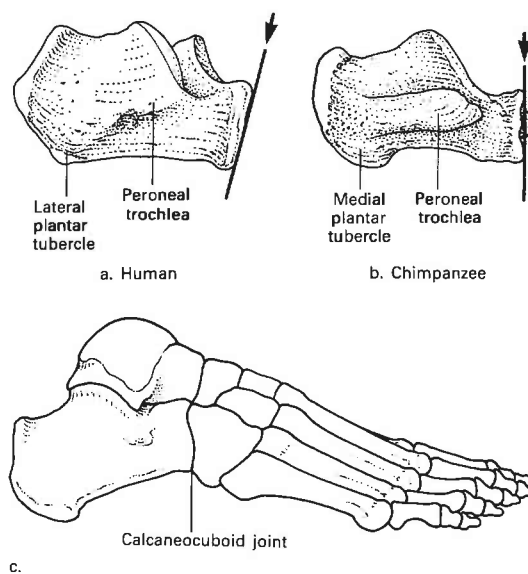 Lateral
plantar
tubercle
Peroneal
trochlea
a. Human
Medial
plantar
tubercle
Peroneal
trochlea
b. Chimpanzee
Calcaneocuboid joint
c.